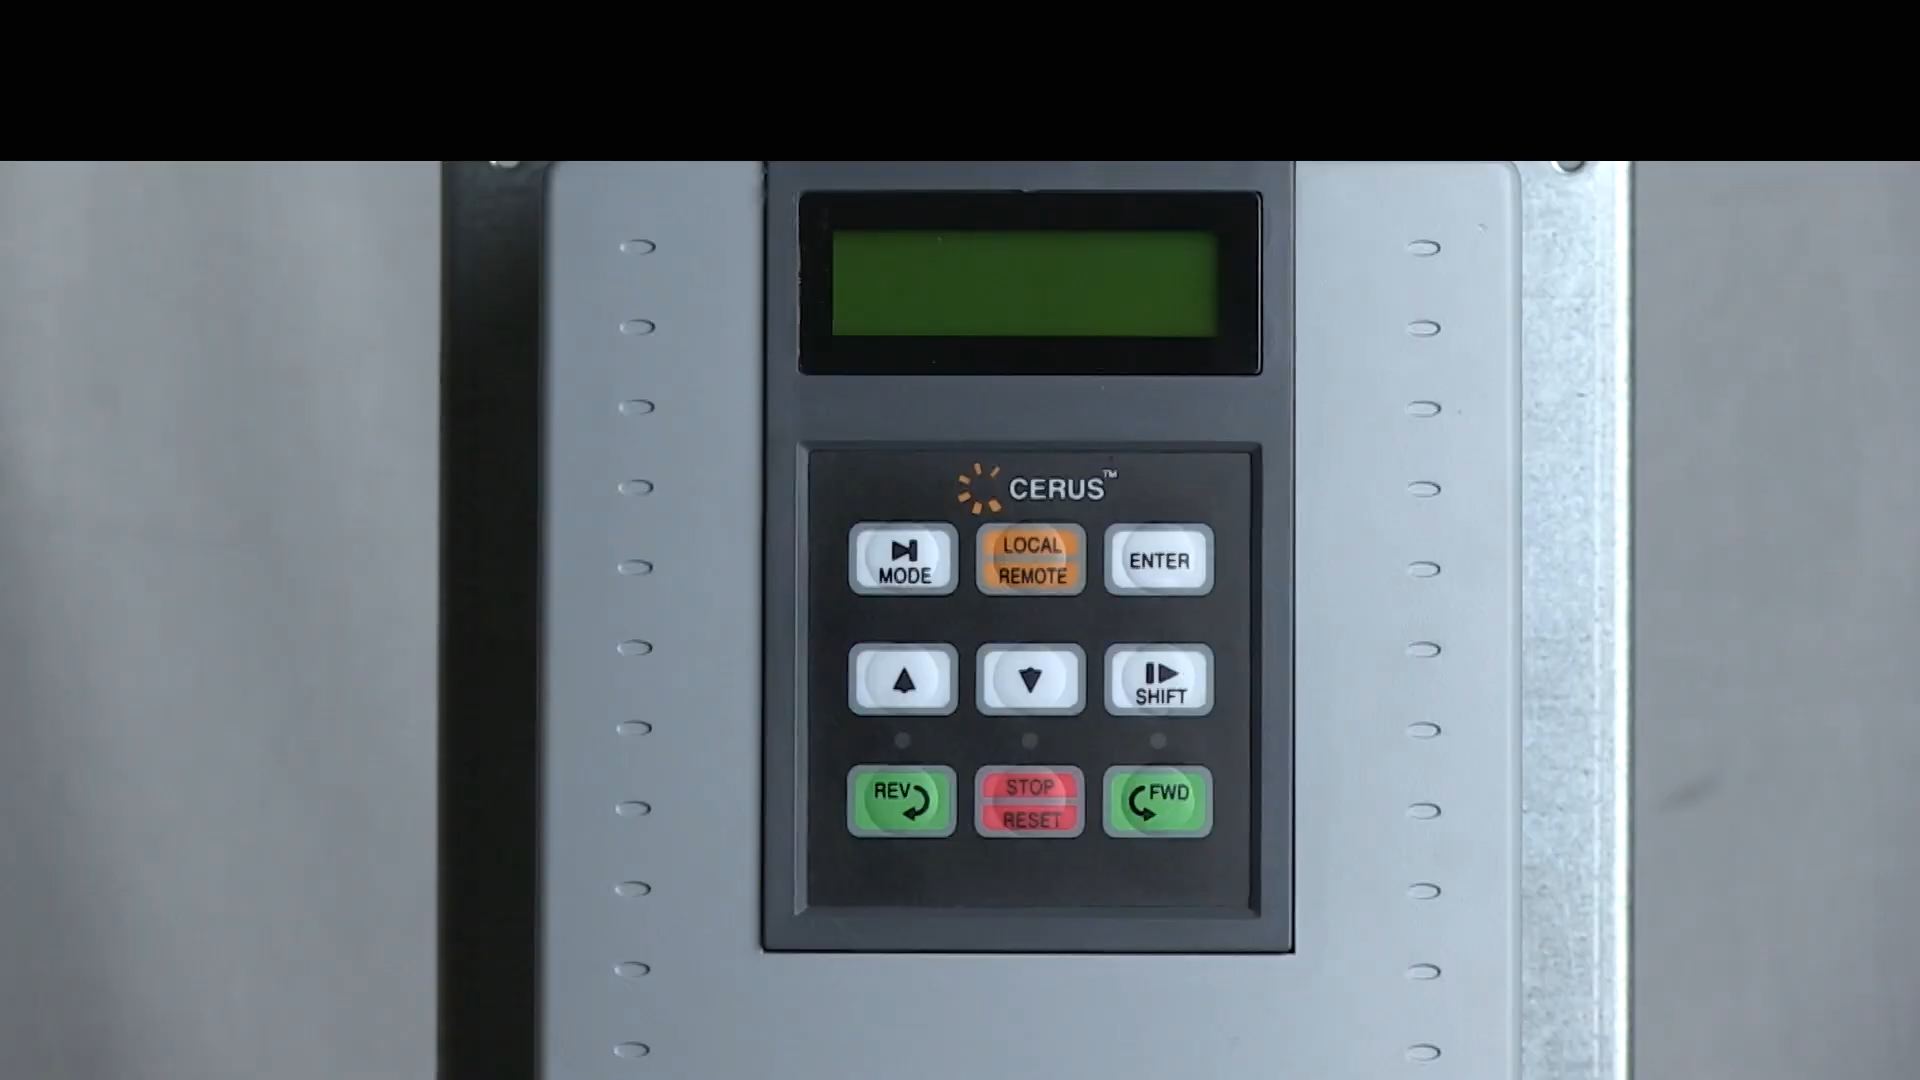 CERUS™
MODE
LOCAL
REMOTE
ENTER
SHIFT
REV
STOP
RESET
FWD